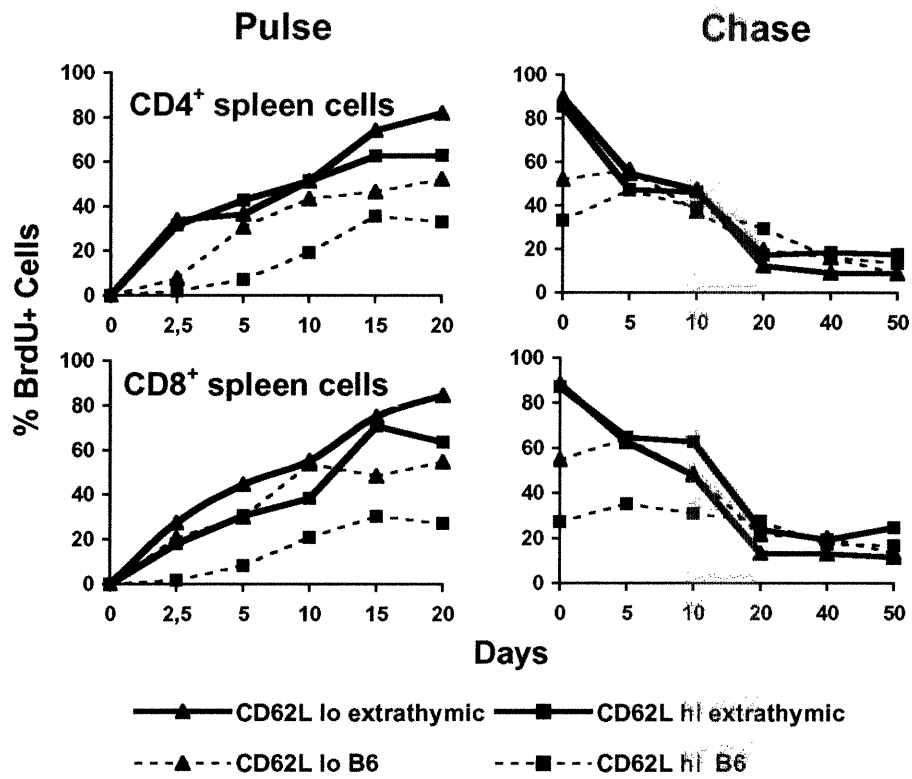 Pulse
Chase
% BrdU+ Cells
CD4+ spleen cells
100
80
60
40
20
0
0 2,5 5 10 15 20
100
80
60
40
20
0
0 5 10 20 40 50
CD8+ spleen cells
100
80
60
40
20
0
0 2,5 5 10 15 20
100
80
60
40
20
0
0 5 10 20 40 50
Days
CD62L lo extrathymic
CD62L hi extrathymic
CD62L lo B6
CD62L hi B6